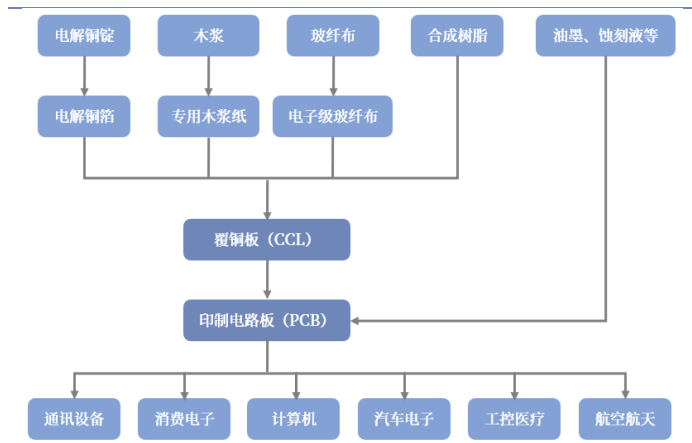 电解铜锭
木浆
玻纤布
合成树脂
油墨、蚀刻液等
电解铜箔
专用木浆纸
电子级玻纤布
覆铜板（CCL）
印制电路板（PCB）
通讯设备
消费电子
计算机
汽车电子
工控医疗
航空航天